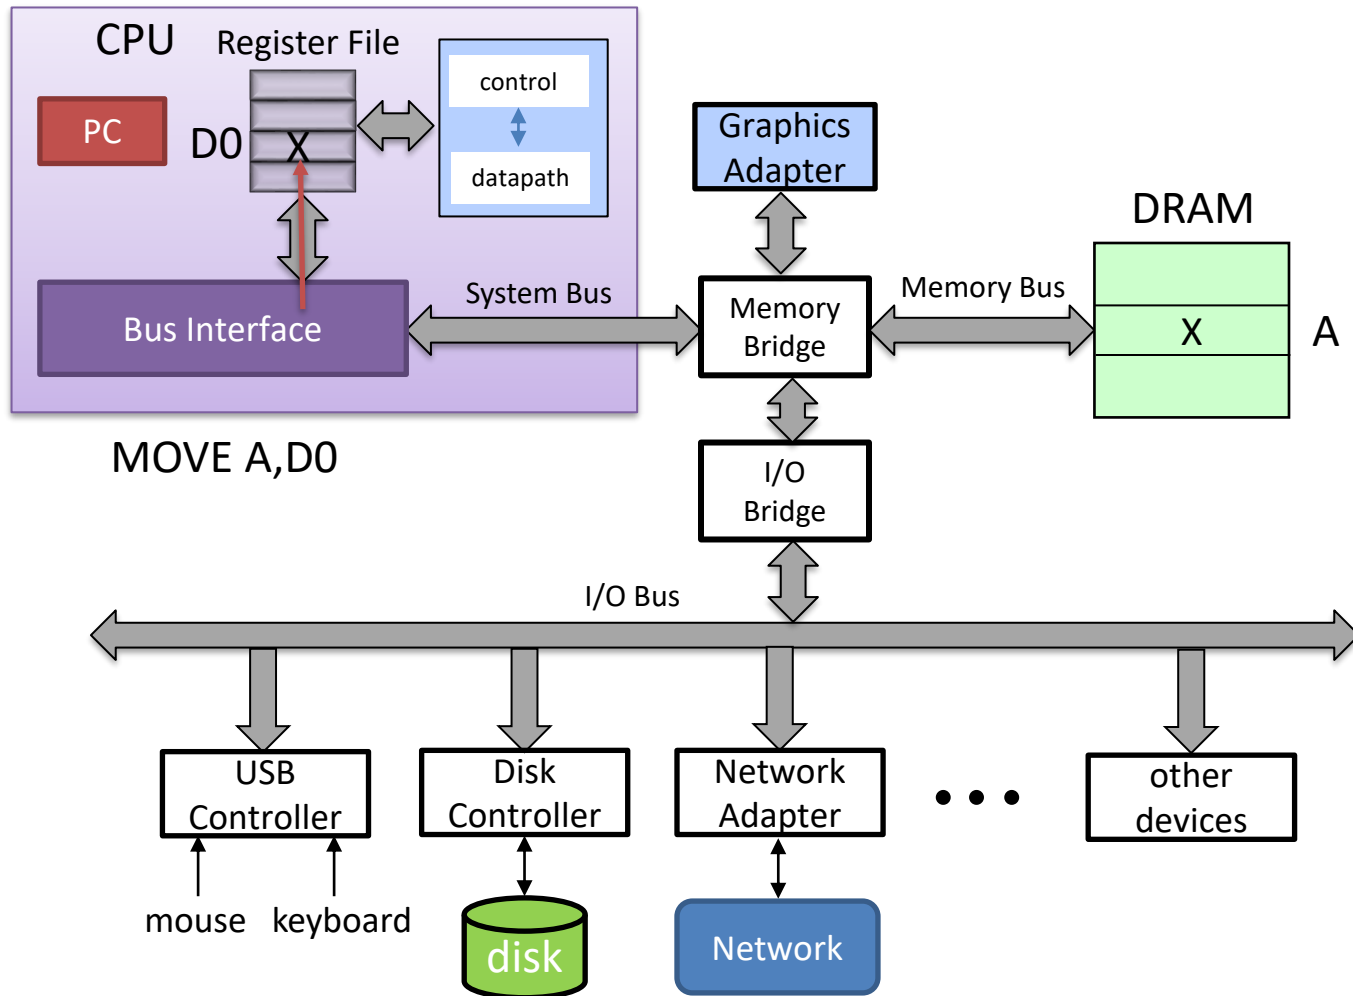 CPU
Register File
PC
D0
X
control
datapath
Bus Interface
System Bus
MOVE A,D0
Graphics
Adapter
Memory
Bridge
Memory Bus
DRAM
X
A
I/O
Bridge
I/O Bus
USB
Controller
Disk
Controller
Network
Adapter
• • •
other
devices
mouse
keyboard
disk
Network